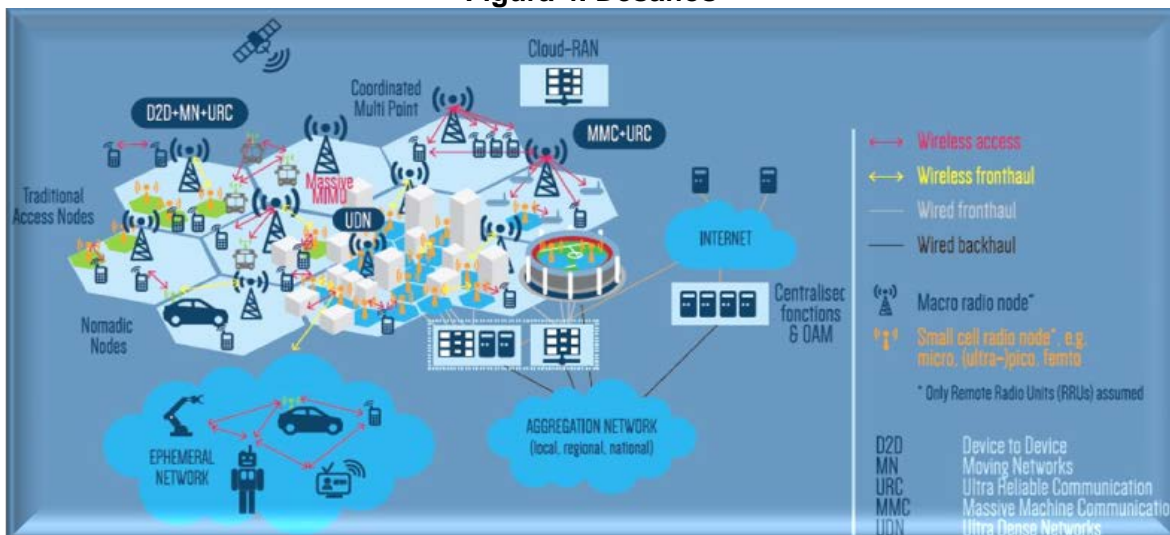 Figura 4. Desafíos
Cloud-RAN
Coordinated
Multi Point
D2D+MN+URC
MMC+URC
Massive
MIMO
Traditional
Access Nodes
UDN
INTERNET
Nomadic
Nodes
Centralisec
fonctions
& OAM
EPHEMERAL
NETWORK
AGGREGATION NETWORK
(local, regional, national)
Wireless access
Wireless fronthaul
Wired fronthaul
Wired backhaul
Macro radio node*
Small cell radio node*, e.g.
micro, (ultra-)pico, femto
* Only Remote Radio Units (RRUs) assumed
D2D Device to Device
MN Moving Networks
URC Ultra Reliable Communication
MMC Massive Machine Communicatio
UDN Ultra Dense Networks